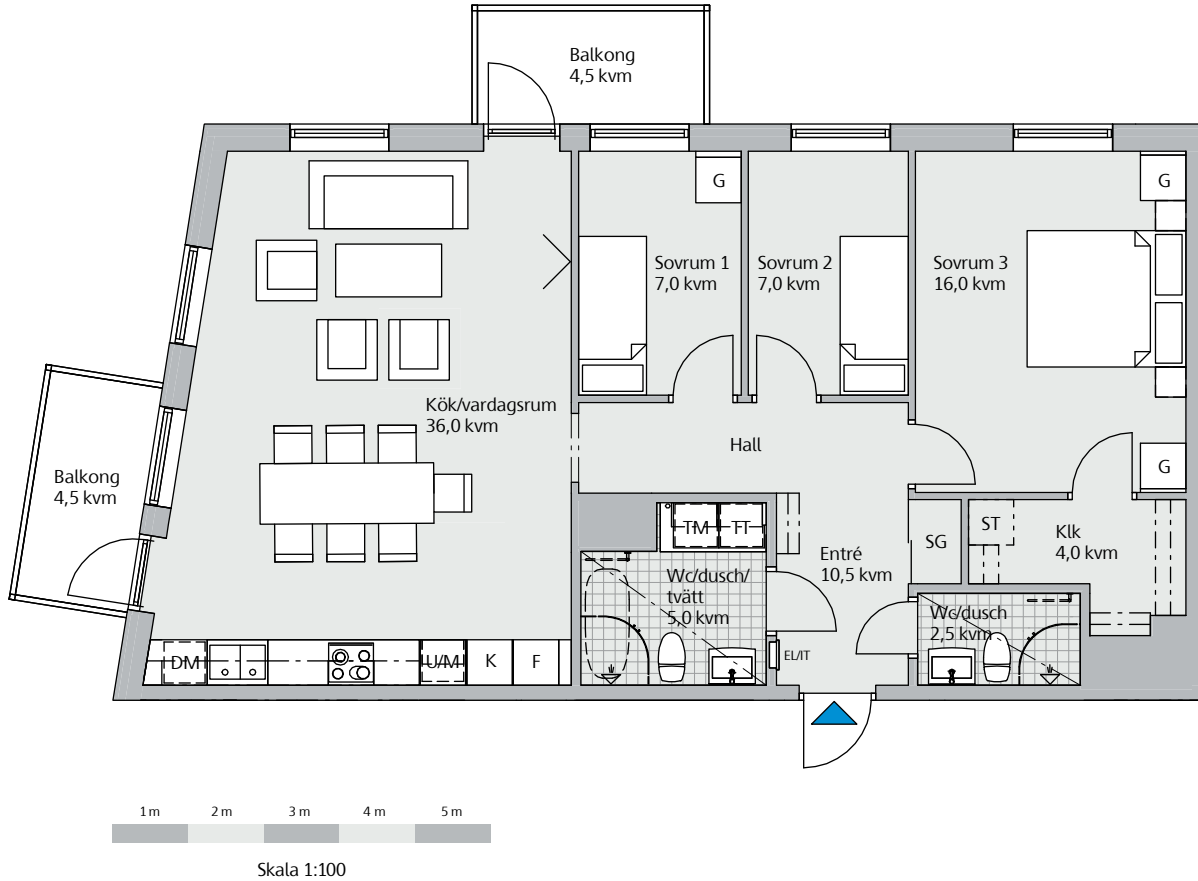 Balkong
4,5 kvm
G
G
Sovrum 1
7,0 kvm
Sovrum 2
7,0 kvm
Sovrum 3
16,0 kvm
Kök/vardagsrum
36,0 kvm
Hall
Balkong
4,5 kvm
G
TM
TT
SG
ST
Klk
4,0 kvm
Entré
10,5 kvm
Wc/dusch/
tvätt
5,0 kvm
Wc/dusch
2,5 kvm
DM
U/M
K
F
EL/IT
1 m
2 m
3 m
4 m
5 m
Skala 1:100